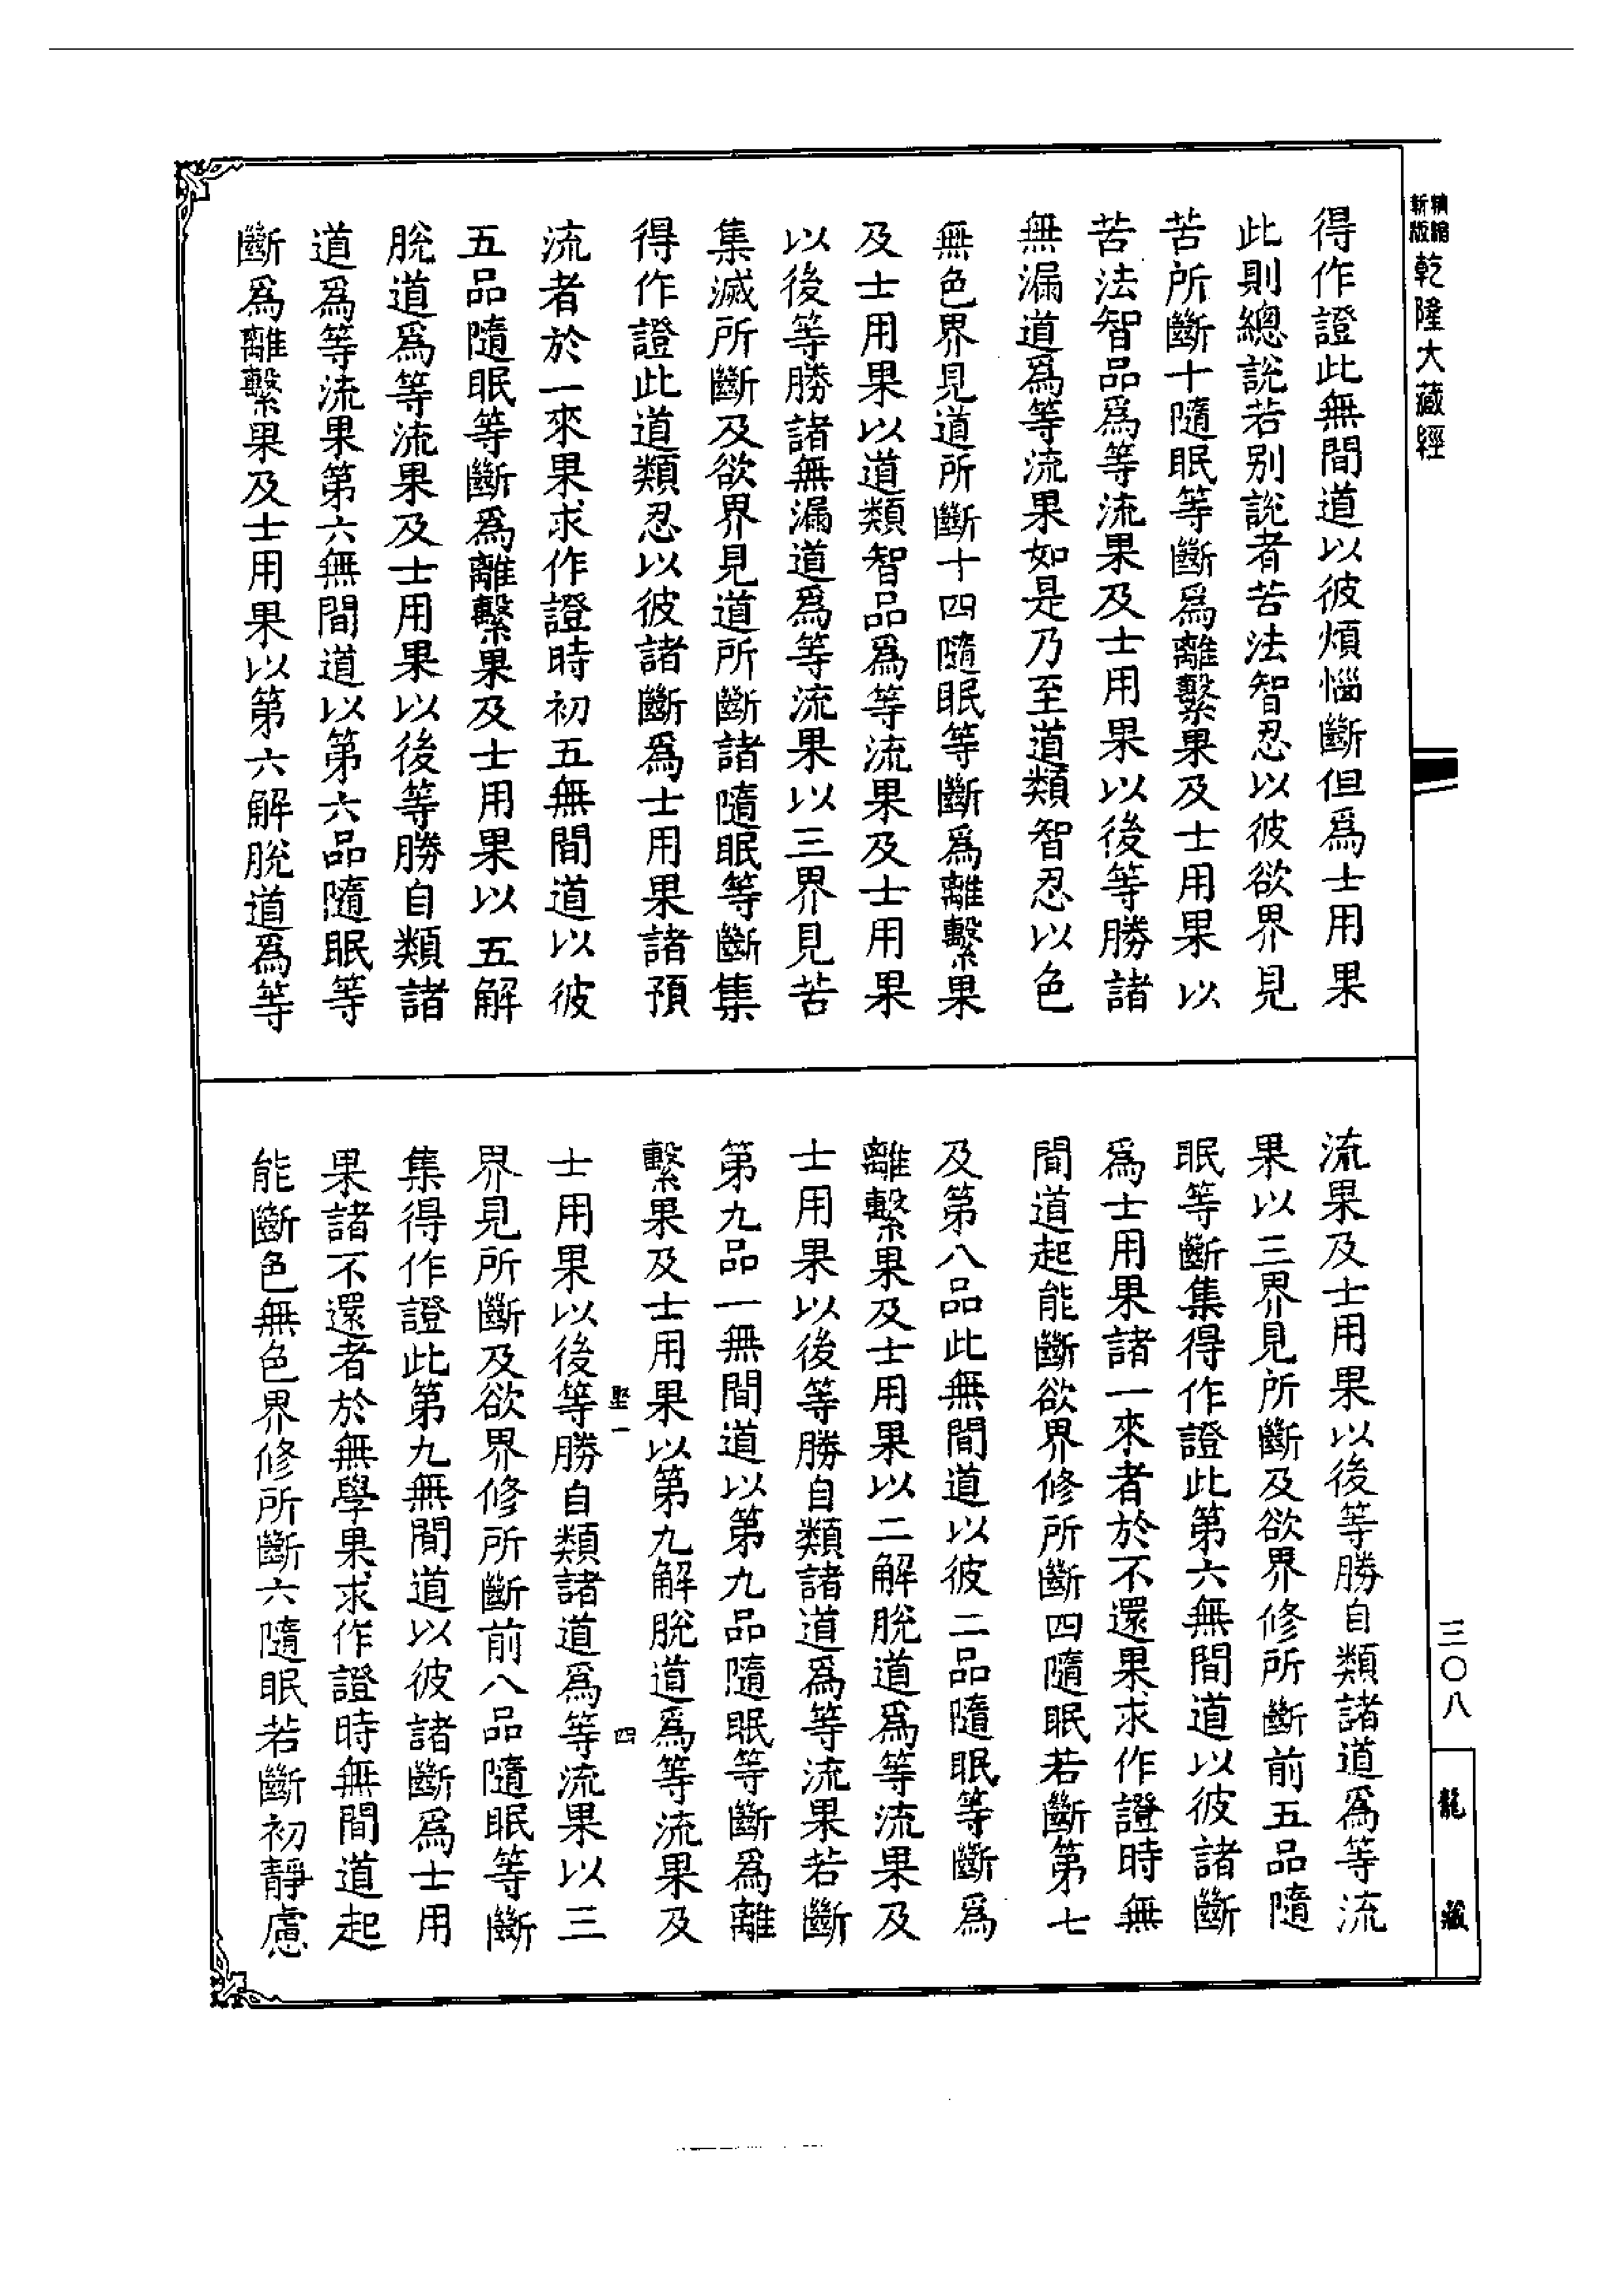 精縮
新版
乾隆大藏經
得作證此無間道以彼煩惱斷但爲士用果
此則總說若別說者苦法智忍以彼欲界見
苦所斷十隨眠等斷爲離繫果及士用果以
苦法智品爲等流果及士用果以後等勝諸
無漏道爲等流果如是乃至道類智忍以色
無色界見道所斷十四隨眠等斷爲離繫果
及士用果以道類智品爲等流果及士用果
以後等勝諸無漏道爲等流果以三界見苦
集滅所斷及欲界見道所斷諸隨眠等斷集
得作證此道類忍以彼諸斷爲士用果諸預
流者於一來果求作證時初五無間道以彼
五品隨眠等斷爲離繫果及士用果以五解
脫道爲等流果及士用果以後等勝自類諸
道爲等流果第六無間道以第六品隨眠等
斷爲離繫果及士用果以第六解脫道爲等
流果及士用果以後等勝自類諸道爲等流
果以三界見所斷及欲界修所斷前五品隨
眠等斷集得作證此第六無間道以彼諸斷
爲士用果諸一來者於不還果求作證時無
間道起能斷欲界修所斷四隨眠若斷第七
及第八品此無間道以彼二品隨眠等斷爲
離繫果及士用果以二解脫道爲等流果及
士用果以後等勝自類諸道爲等流果若斷
第九品一無間道以第九品隨眠等斷爲離
繫果及士用果以第九解脫道爲等流果及
堅一 四
士用果以後等勝自類諸道爲等流果以三
界見所斷及欲界修所斷前八品隨眠等斷
集得作證此第九無間道以彼諸斷爲士用
果諸不還者於無學果求作證時無間道起
能斷色無色界修所斷六隨眠若斷初靜慮
三〇八
龍藏